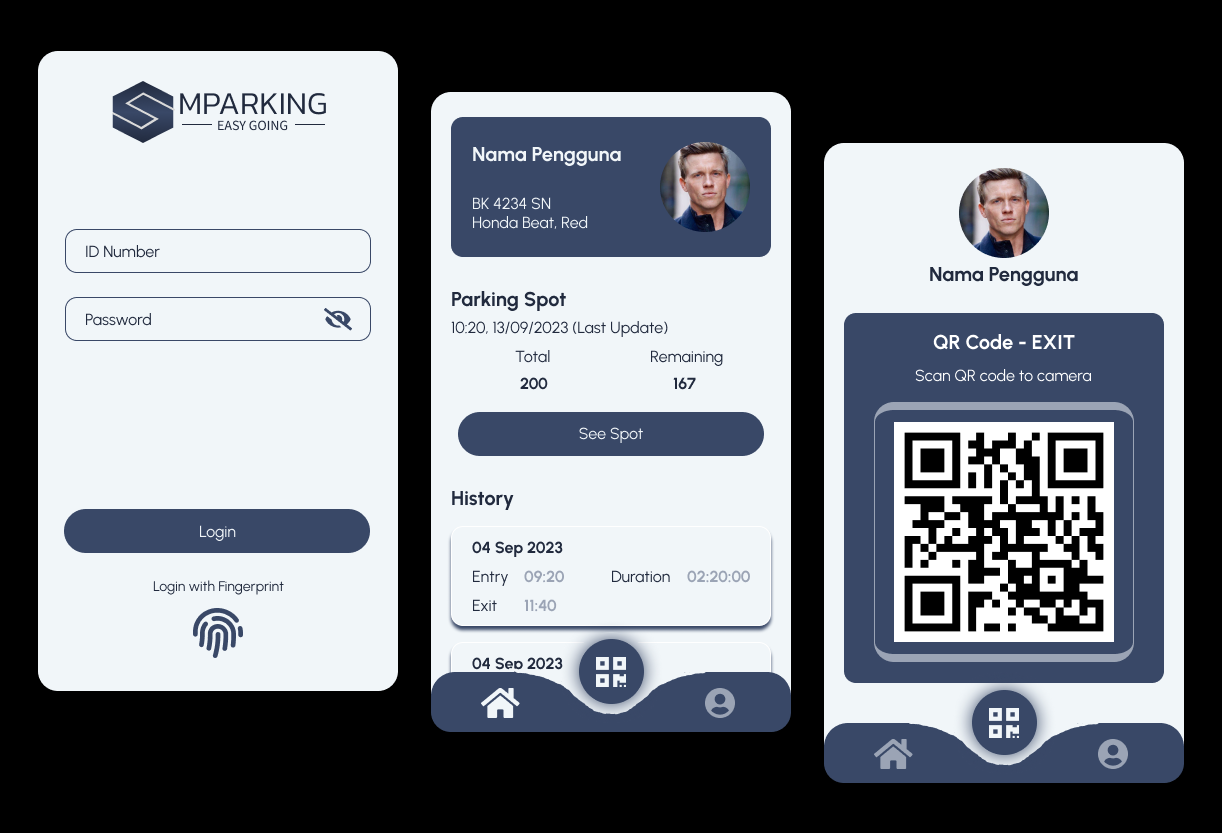 MPARKING
EASY GOING
ID Number
Password
Login
Login with Fingerprint
Nama Pengguna
BK 4234 SN
Honda Beat, Red
Parking Spot
10:20, 13/09/2023 (Last Update)
Total Remaining
200 167
See Spot
History
04 Sep 2023
Entry 09:20 Duration 02:20:00
Exit 11:40
04 Sep 2023
Nama Pengguna
QR Code - EXIT
Scan QR code to camera